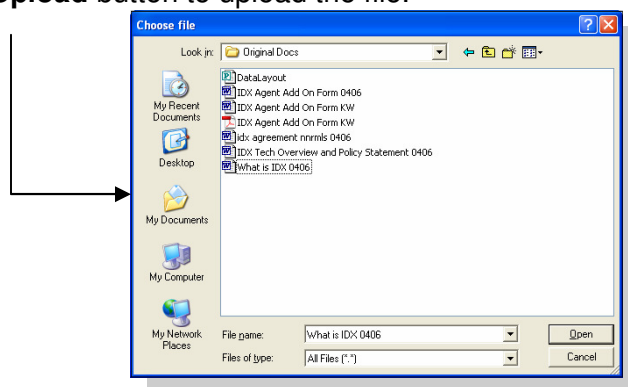 upload button to upload the file.
Choose file
Look in: Original Docs
My Recent
Documents
Desktop
My Documents
My Computer
My Network
Places
DataLayout
IDX Agent Add On Form 0406
IDX Agent Add On Form KW
IDX Agent Add On Form KW
idx agreement nnrmls 0406
IDX Tech Overview and Policy Statement 0406
What is IDX 0406
File name: What is IDX 0406 Open
Files of type: All Files (*.*) Cancel